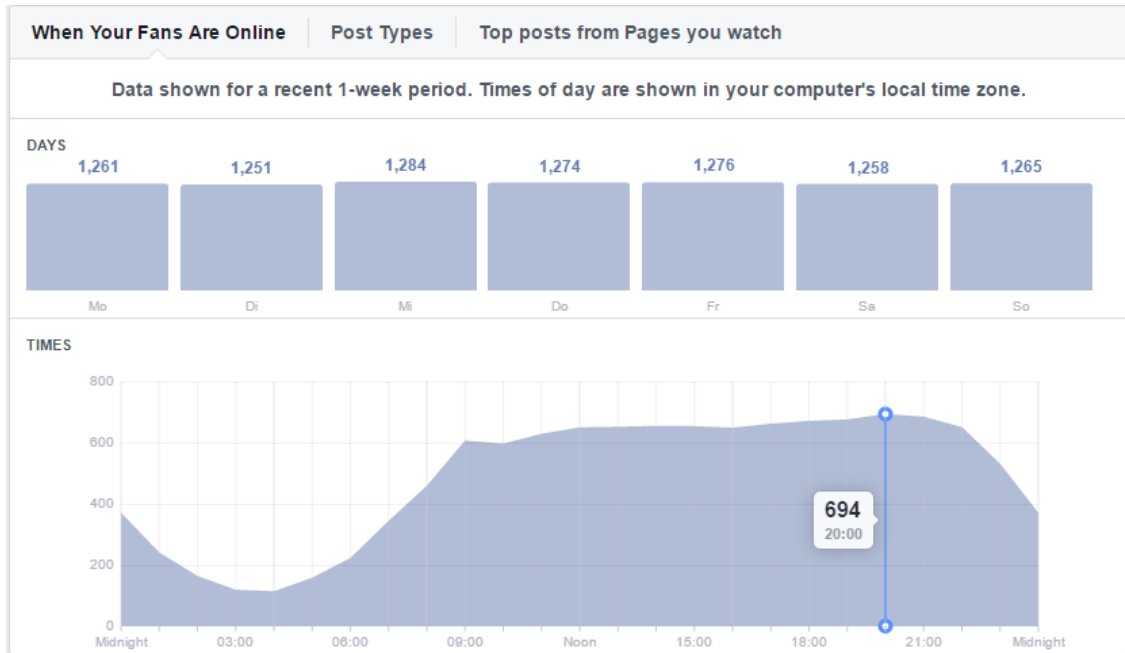 When Your Fans Are Online Post Types Top posts from Pages you watch
Data shown for a recent 1-week period. Times of day are shown in your computer's local time zone.
DAYS
1,261 1,251 1,284 1,274 1,276 1,258 1,265
Mo Di Mi Do Fr Sa So
TIMES
800
600
400
694
20:00
200
0
Midnight 03:00 06:00 09:00 Noon 15:00 18:00 21:00 Midnight